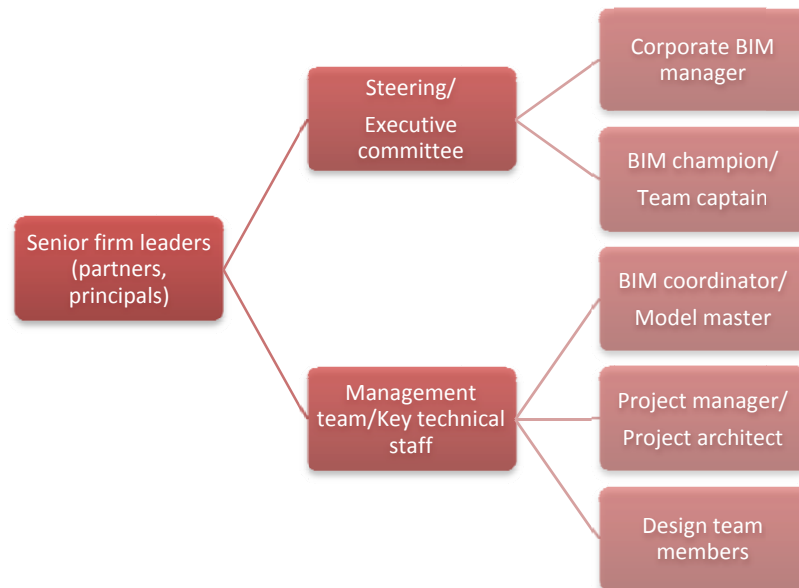 Senior firm leaders
(partners,
principals)
Steering/
Executive
committee
Management
team/Key technical
staff
Corporate BIM
manager
BIM champion/
Team captain
BIM coordinator/
Model master
Project manager/
Project architect
Design team
members